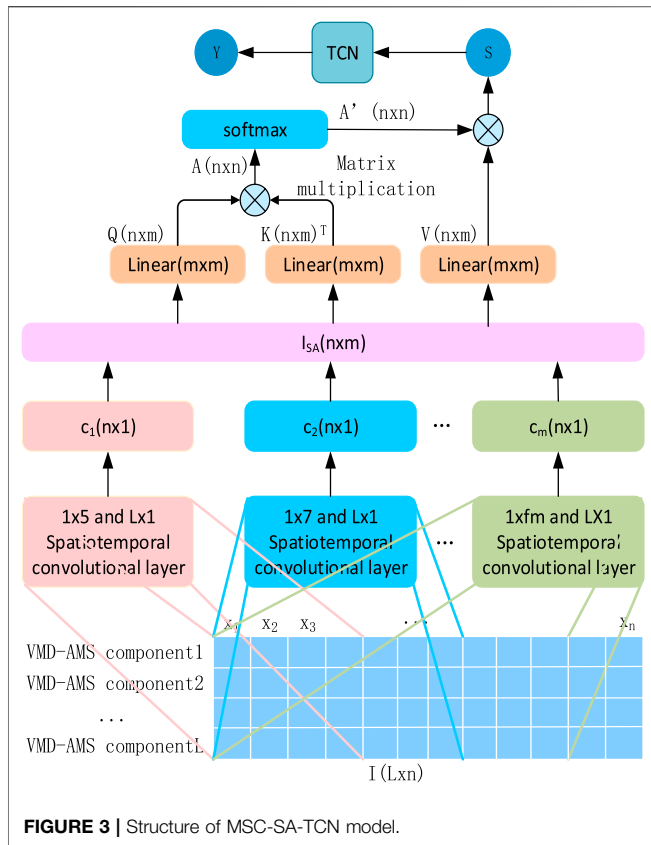 Y
TCN
S
softmax
A' (nxn)
A(nxn)
Matrix
multiplication
Q(nxm)
K(nxm)ᵀ
V(nxm)
Linear(mxm)
Linear(mxm)
Linear(mxm)
I_SA(nxm)
c₁(nx1)
c₂(nx1)
...
cₘ(nx1)
1x5 and Lx1
Spatiotemporal
convolutional layer
1x7 and Lx1
Spatiotemporal
convolutional layer
...
1xfm and LX1
Spatiotemporal
convolutional layer
x₁ x₂ x₃ ... xₙ
VMD-AMS component1
VMD-AMS component2
...
VMD-AMS componentL
I(Lxn)
FIGURE 3 | Structure of MSC-SA-TCN model.